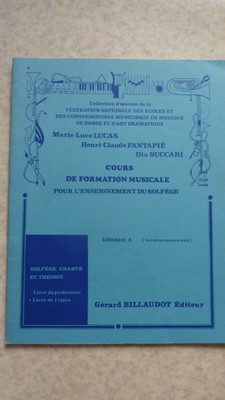 Collection d'œuvres de la
FÉDÉRATION NATIONALE DES ÉCOLES ET
DES CONSERVATOIRES MUNICIPAUX DE MUSIQUE
DE DANSE ET D'ART DRAMATIQUE
Marie-Luce LUCAS
Henri-Claude FANTAPIÉ
Dia SUCCARI
COURS
DE FORMATION MUSICALE
POUR L'ENSEIGNEMENT DU SOLFÈGE
Débutant 2
SOLFÈGE CHANTÉ
ET THÉORIE
Livre du professeur
• Livre de l'élève
Gérard BILLAUDOT Éditeur